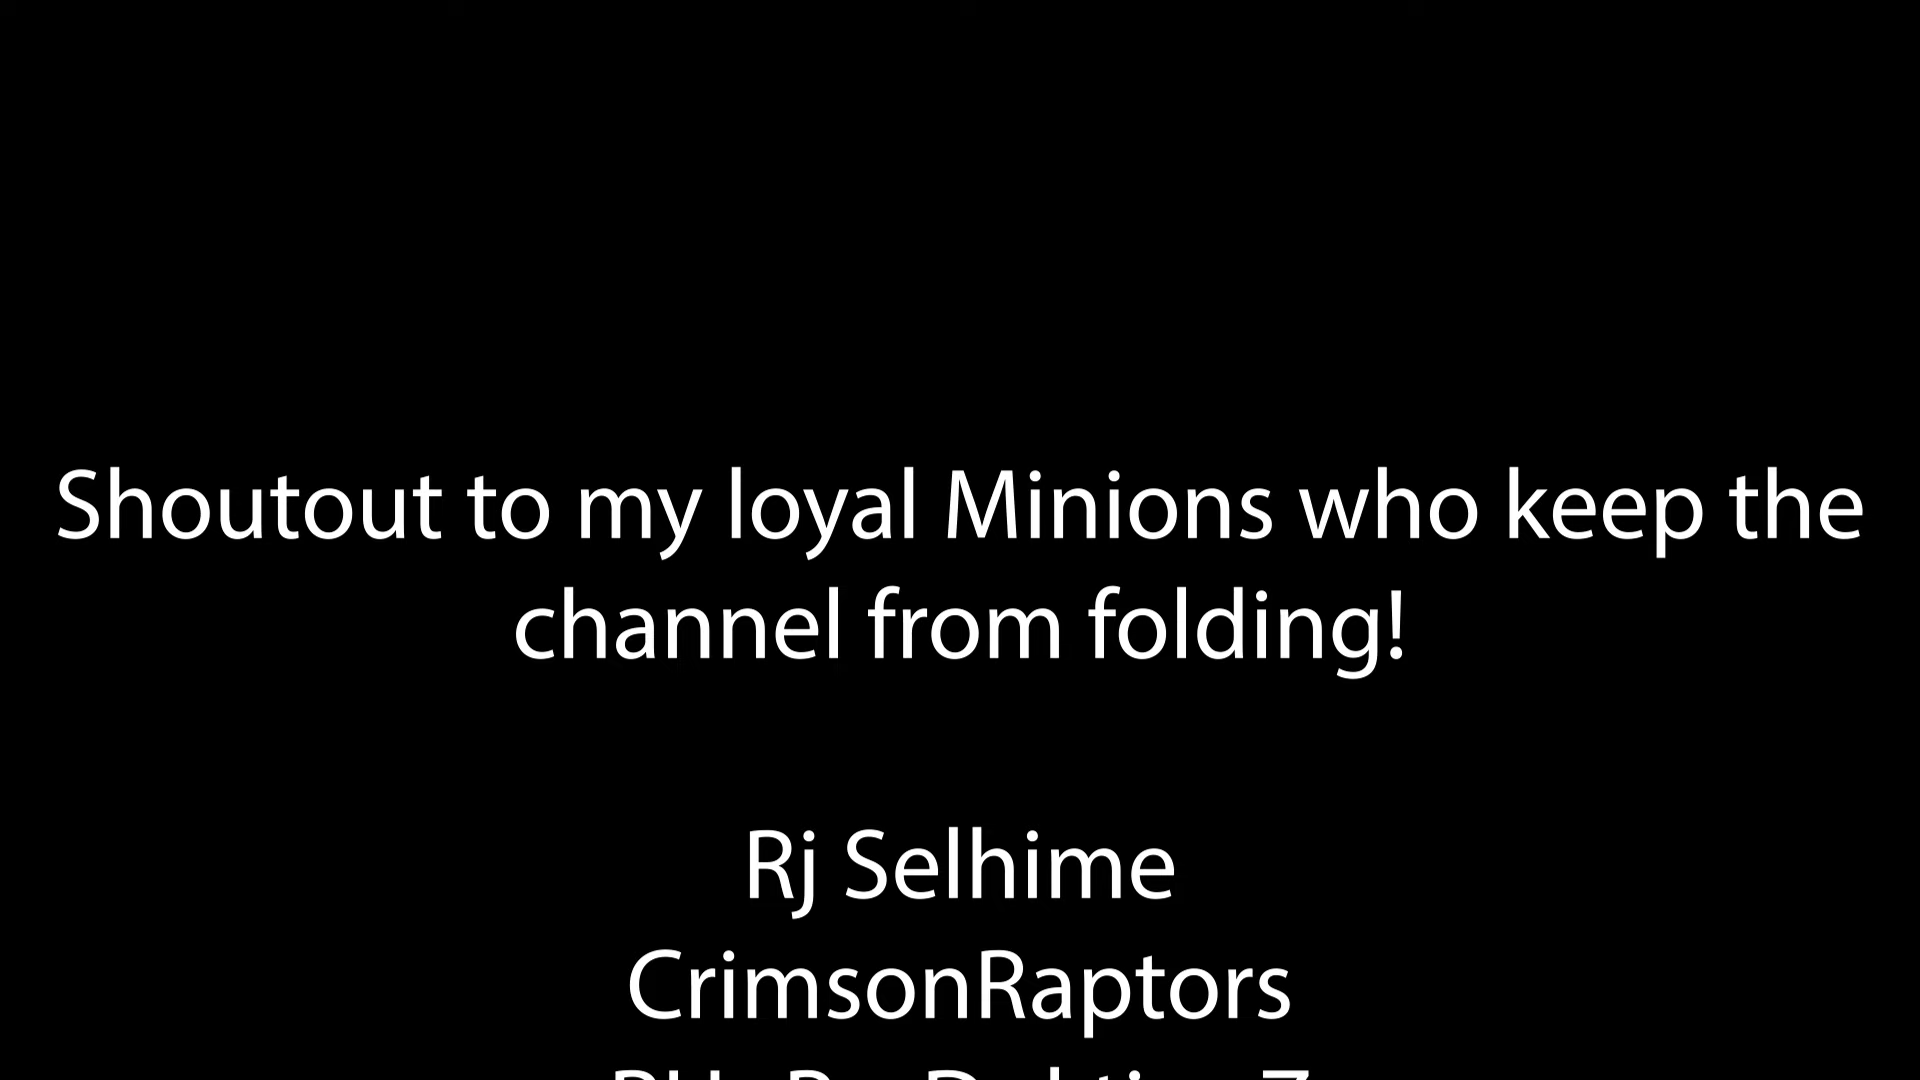 Shoutout to my loyal Minions who keep the
channel from folding!
Rj Selhime
CrimsonRaptors